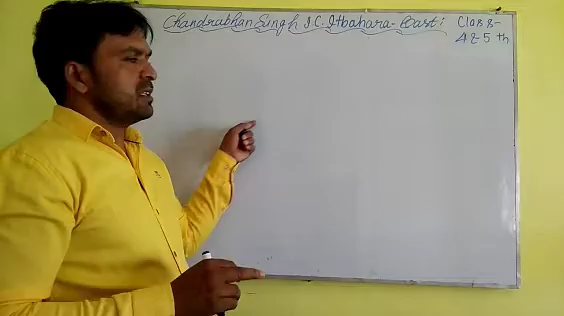 Chandrabhan Singh I.C. Itbahara-Basti
Class-
4 & 5 th